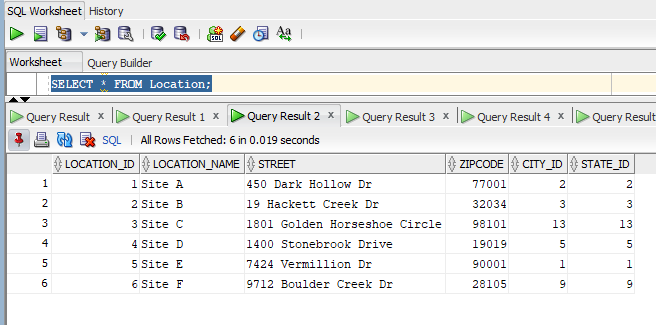 SQL Worksheet
Worksheet Query Builder
SELECT * FROM Location;
Query Result x Query Result 1 x Query Result 2 x Query Result 3 x Query Result 4 x Query Result
SQL | All Rows Fetched: 6 in 0.019 seconds
LOCATION_ID LOCATION_NAME STREET ZIPCODE CITY_ID STATE_ID
1 1 Site A 450 Dark Hollow Dr 77001 2 2
2 2 Site B 19 Hackett Creek Dr 32034 3 3
3 3 Site C 1801 Golden Horseshoe Circle 98101 13 13
4 4 Site D 1400 Stonebrook Drive 19019 5 5
5 5 Site E 7424 Vermillion Dr 90001 1 1
6 6 Site F 9712 Boulder Creek Dr 28105 9 9